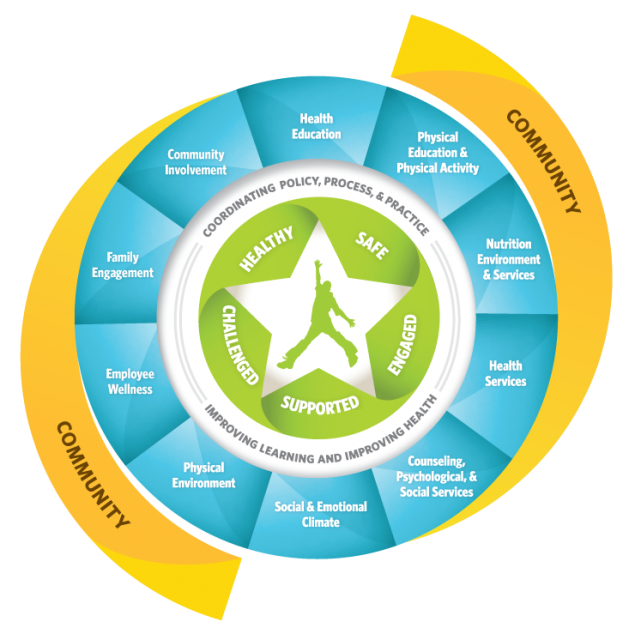 COMMUNITY
Health
Education
Physical
Education &
Physical Activity
Nutrition
Environment
& Services
Health
Services
Counseling,
Psychological, &
Social Services
Social & Emotional
Climate
Physical
Environment
Employee
Wellness
Family
Engagement
Community
Involvement
COORDINATING POLICY, PROCESS, & PRACTICE
IMPROVING LEARNING AND IMPROVING HEALTH
HEALTHY
SAFE
ENGAGED
SUPPORTED
CHALLENGED
COMMUNITY